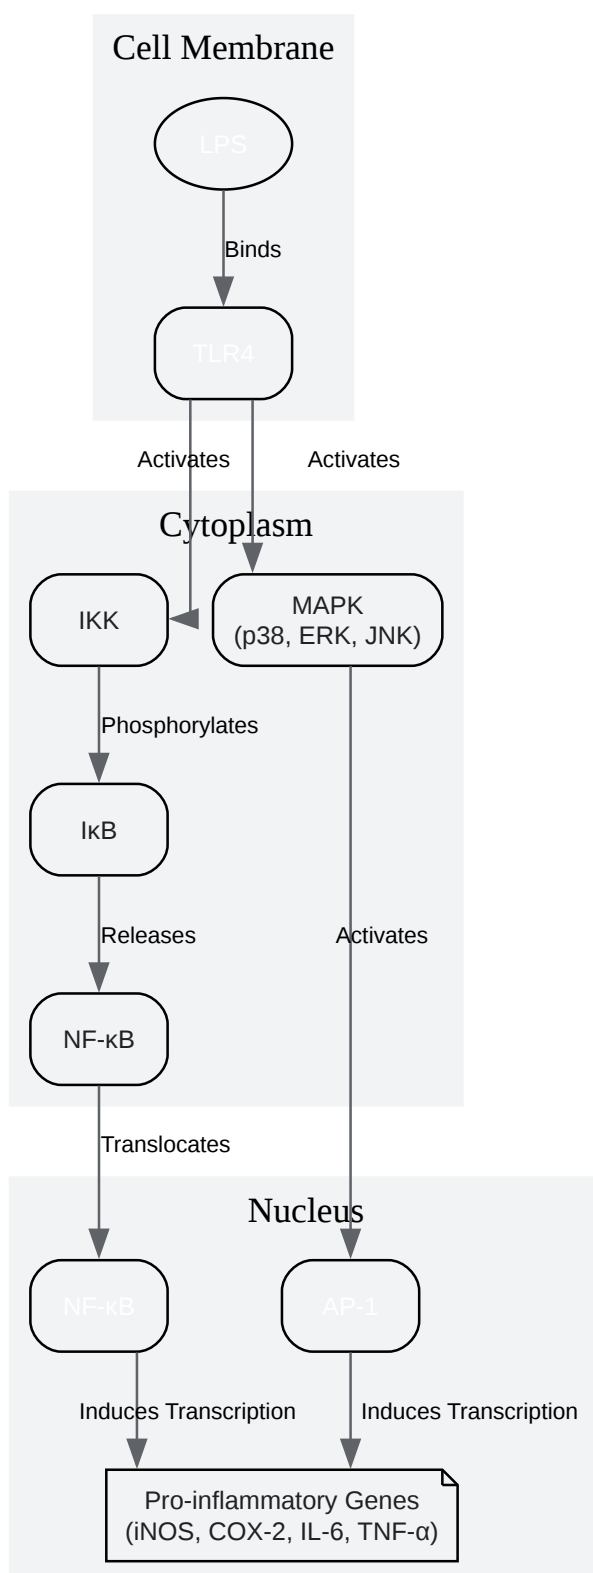 Cell Membrane
LPS
Binds
TLR4
Activates
Activates
Cytoplasm
IKK
MAPK
(p38, ERK, JNK)
Phosphorylates
IκB
Releases
Activates
NF-κB
Translocates
Nucleus
NF-κB
AP-1
Induces Transcription
Induces Transcription
Pro-inflammatory Genes
(iNOS, COX-2, IL-6, TNF-α)